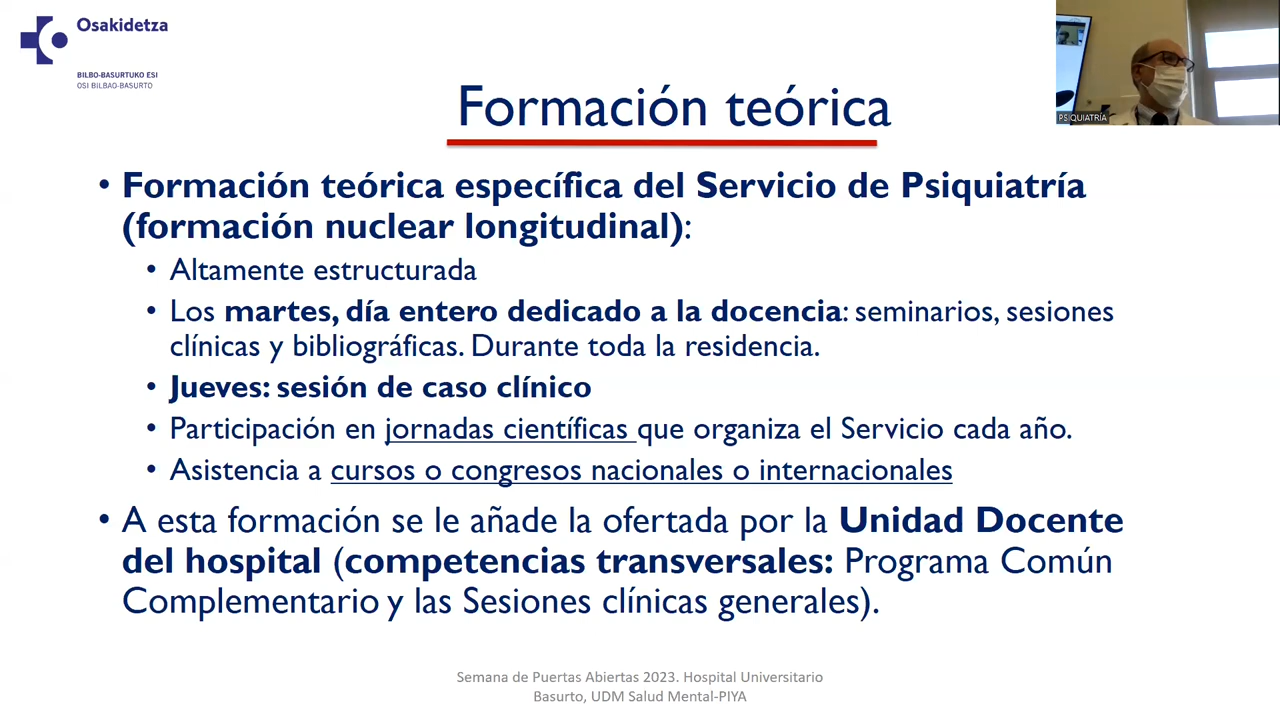 Osakidetza
BILBO-BASURTUKO ESI
OSI BILBAO-BASURTO
PSIQUIATRÍA
Formación teórica
• Formación teórica específica del Servicio de Psiquiatría
(formación nuclear longitudinal):
• Altamente estructurada
• Los martes, día entero dedicado a la docencia: seminarios, sesiones
clínicas y bibliográficas. Durante toda la residencia.
• Jueves: sesión de caso clínico
• Participación en jornadas científicas que organiza el Servicio cada año.
• Asistencia a cursos o congresos nacionales o internacionales
• A esta formación se le añade la ofertada por la Unidad Docente
del hospital (competencias transversales: Programa Común
Complementario y las Sesiones clínicas generales).
Semana de Puertas Abiertas 2023. Hospital Universitario
Basurto, UDM Salud Mental-PIYA